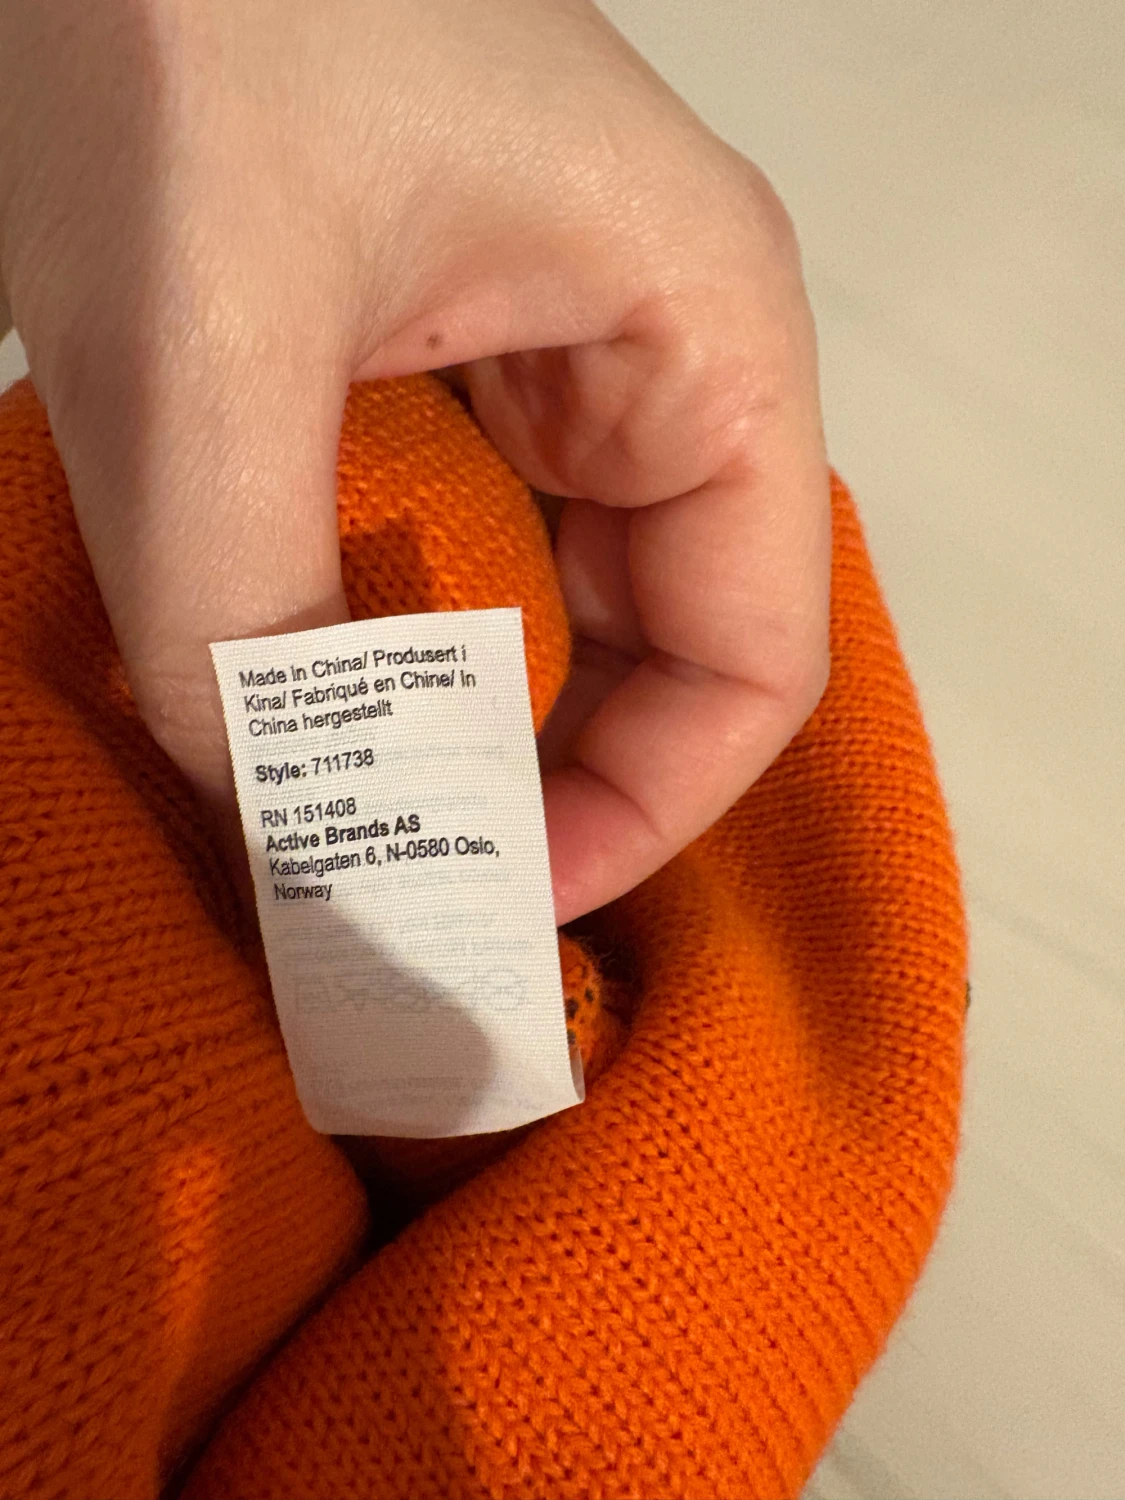 Made in China/ Produsert i
Kina/ Fabriqué en Chine/ In
China hergestellt
Style: 711738
RN 151408
Active Brands AS
Kabelgaten 6, N-0580 Oslo,
Norway